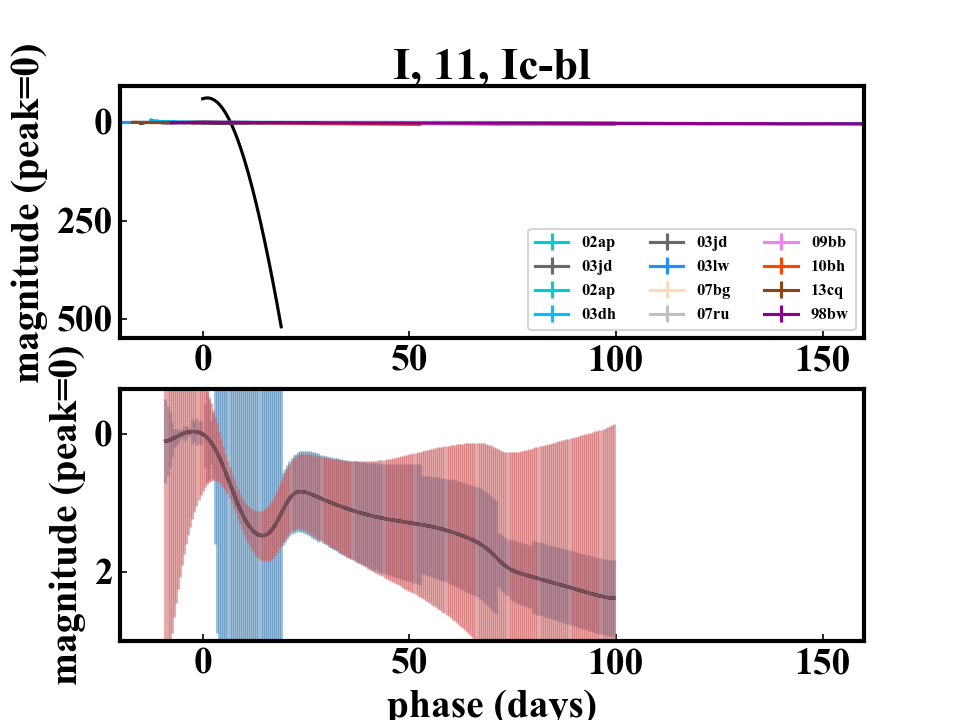 I, 11, Ic-bl
magnitude (peak=0)
0
250
500
02ap 03jd 09bb
03jd 03lw 10bh
02ap 07bg 13cq
03dh 07ru 98bw
0 50 100 150
magnitude (peak=0)
0
2
0 50 100 150
phase (days)